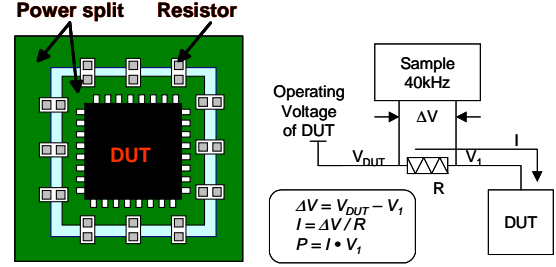 Power split
Resistor
DUT
Sample
40kHz
Operating
Voltage
of DUT
ΔV
I
V_DUT
V_1
R
DUT
ΔV = V_DUT – V_1
I = ΔV / R
P = I • V_1